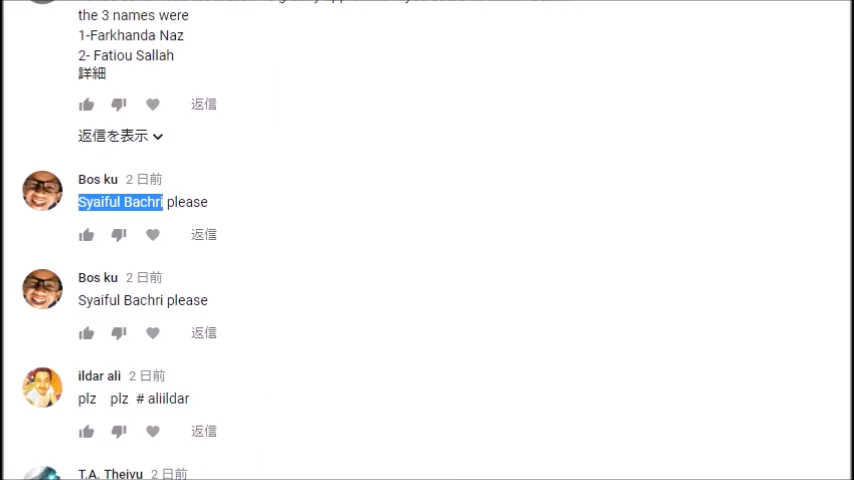 the 3 names were
1-Farkhanda Naz
2- Fatiou Sallah
詳細
返信
返信を表示
Bos ku 2 日前
Syaiful Bachri please
返信
Bos ku 2 日前
Syaiful Bachri please
返信
ildar ali 2 日前
plz plz # aliildar
返信
T.A. Theivu 2 日前